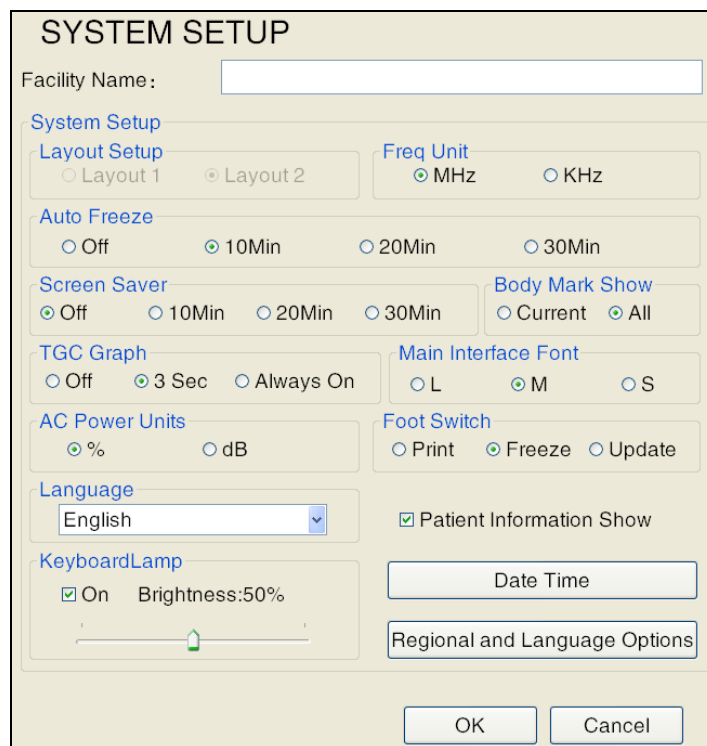 SYSTEM SETUP
Facility Name：
System Setup
Layout Setup
Freq Unit
Layout 1 Layout 2
MHz KHz
Auto Freeze
Off 10Min 20Min 30Min
Screen Saver
Body Mark Show
Off 10Min 20Min 30Min
Current All
TGC Graph
Main Interface Font
Off 3 Sec Always On
L M S
AC Power Units
Foot Switch
% dB
Print Freeze Update
Language
English
Patient Information Show
KeyboardLamp
On Brightness:50%
Date Time
Regional and Language Options
OK Cancel